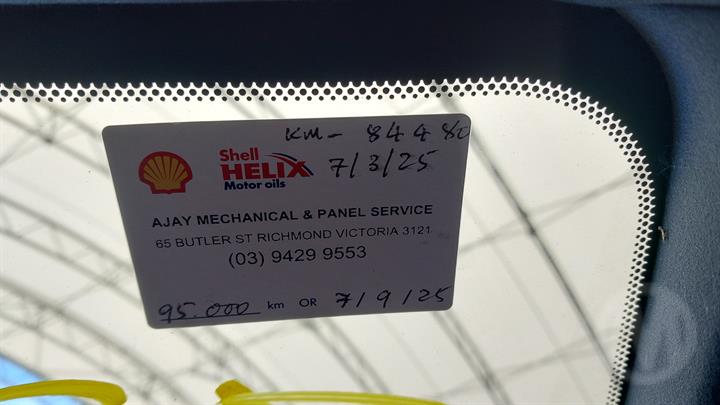 KM- 84480
Shell
HELIX 7/3/25
Motor oils
AJAY MECHANICAL & PANEL SERVICE
65 BUTLER ST RICHMOND VICTORIA 3121
(03) 9429 9553
95.000 km OR 7/9/25